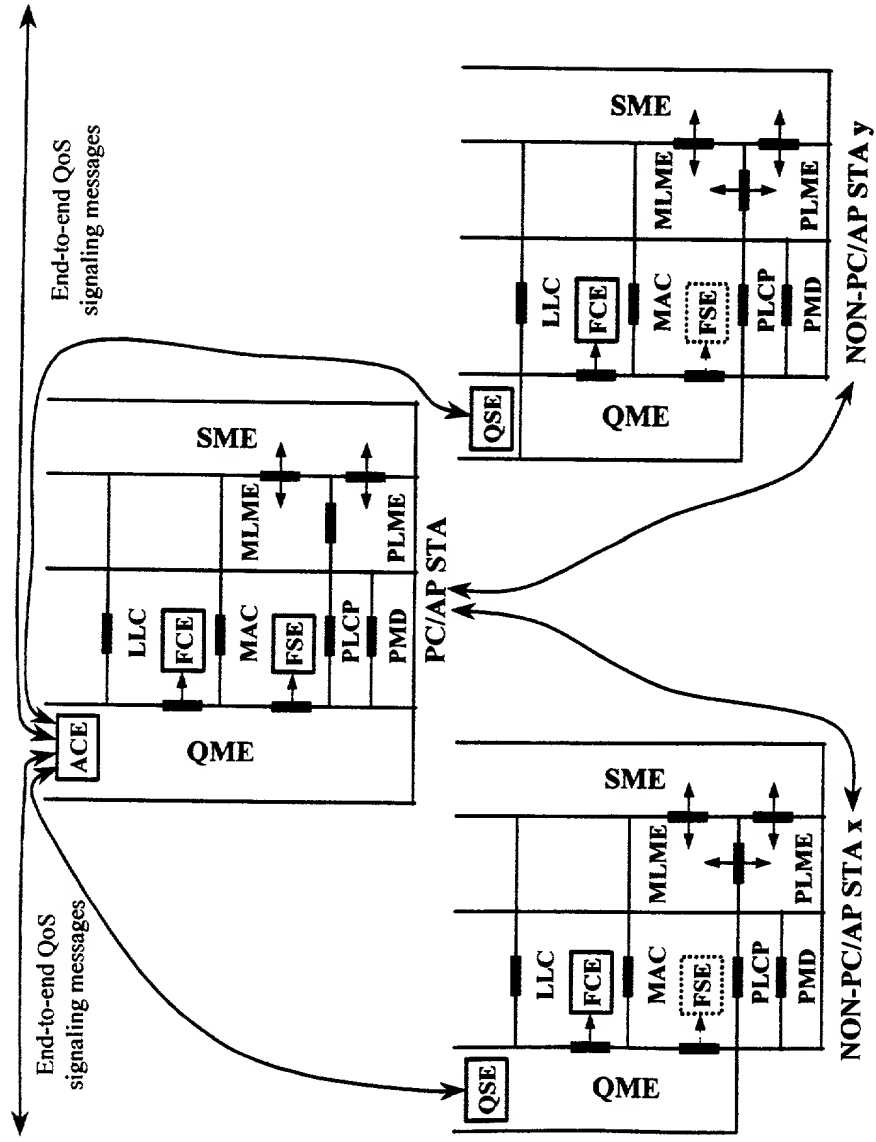 End-to-end QoS
signaling messages
End-to-end QoS
signaling messages
ACE
QME
LLC
FCE
MAC
FSE
PLCP
PMD
MLME
PLME
SME
PC/AP STA
QSE
QME
LLC
FCE
MAC
FSE
PLCP
PMD
MLME
PLME
SME
NON-PC/AP STA x
QSE
QME
LLC
FCE
MAC
FSE
PLCP
PMD
MLME
PLME
SME
NON-PC/AP STA y